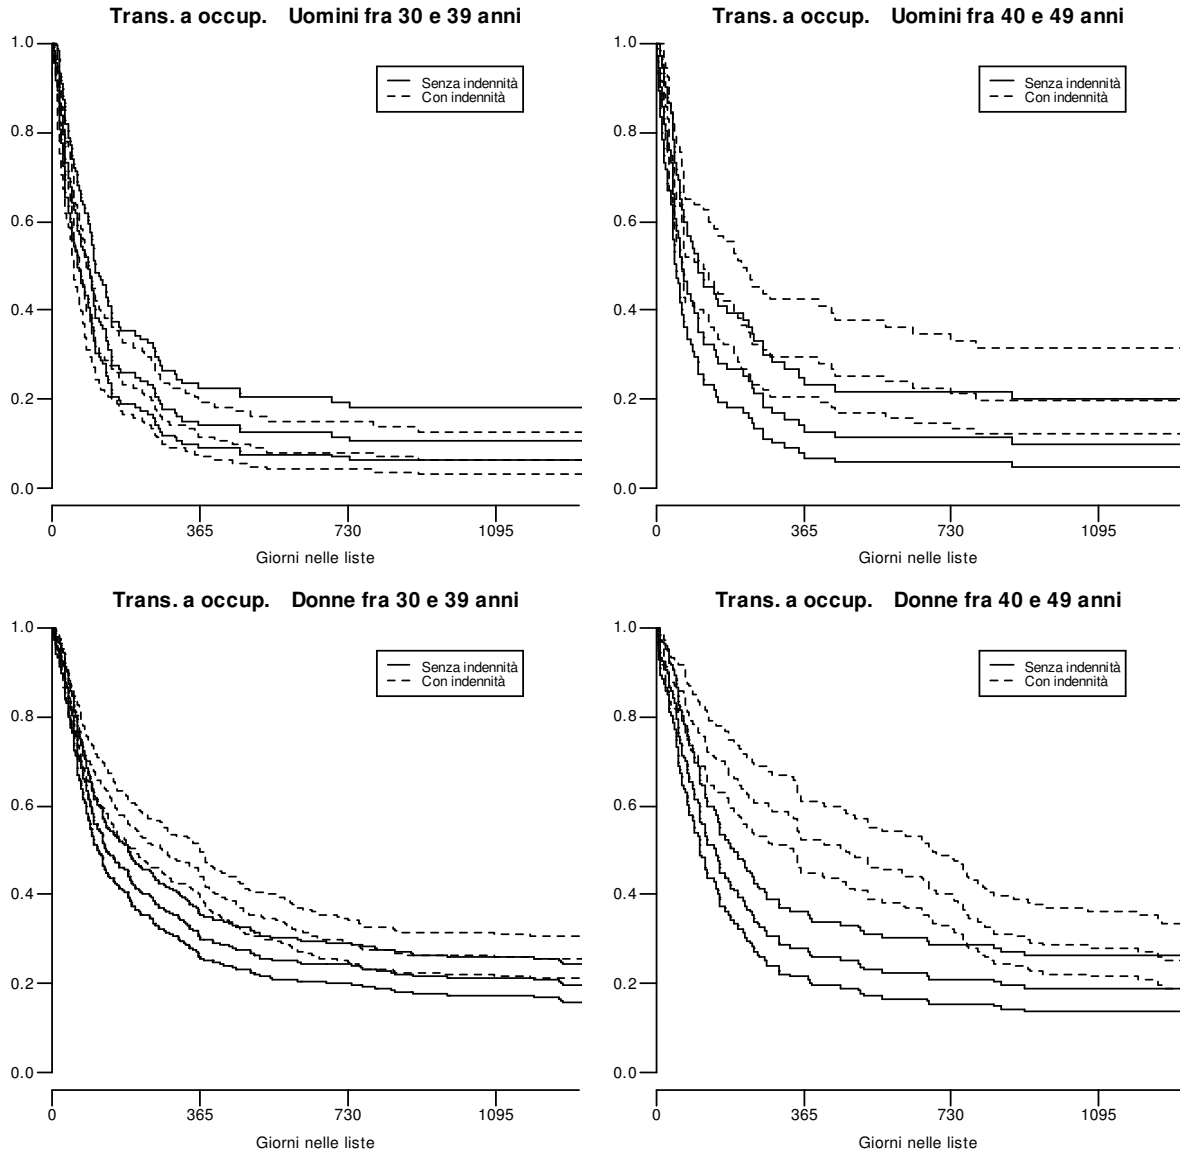 Trans. a occup. Uomini fra 30 e 39 anni
1.0
0.8
0.6
0.4
0.2
0.0
Senza indennità
Con indennità
0 365 730 1095
Giorni nelle liste
Trans. a occup. Uomini fra 40 e 49 anni
1.0
0.8
0.6
0.4
0.2
0.0
Senza indennità
Con indennità
0 365 730 1095
Giorni nelle liste
Trans. a occup. Donne fra 30 e 39 anni
1.0
0.8
0.6
0.4
0.2
0.0
Senza indennità
Con indennità
0 365 730 1095
Giorni nelle liste
Trans. a occup. Donne fra 40 e 49 anni
1.0
0.8
0.6
0.4
0.2
0.0
Senza indennità
Con indennità
0 365 730 1095
Giorni nelle liste